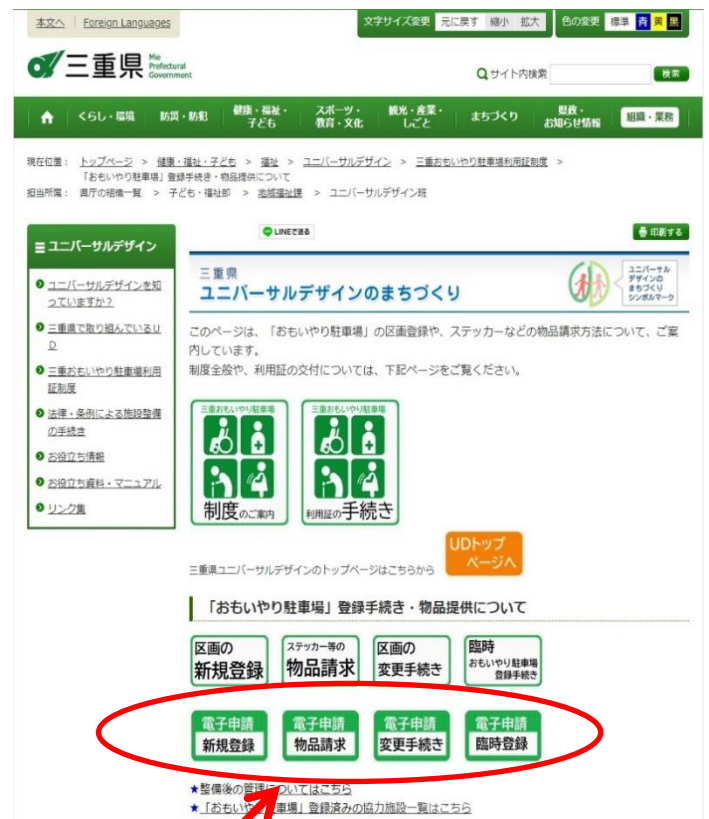 本文へ Foreign Languages 文字サイズ変更 元に戻す 縮小 拡大 色の変更 標準 青 黄 黒
三重県 Mie Prefectural Government サイト内検索 検索
くらし・環境 防災・防犯 健康・福祉・子ども スポーツ・教育・文化 観光・産業・しごと まちづくり 県政・お知らせ情報 組織・業務
現在位置： トップページ > 健康・福祉・子ども > 福祉 > ユニバーサルデザイン > 三重おもいやり駐車場利用証制度 >
「おもいやり駐車場」登録手続き・物品提供について
担当所属： 県庁の組織一覧 > 子ども・福祉部 > 地域福祉課 > ユニバーサルデザイン班
ユニバーサルデザイン
ユニバーサルデザインを知
っていますか？
三重県で取り組んでいるU
D
三重おもいやり駐車場利用
証制度
法律・条例による施設整備
の手続き
お役立ち情報
お役立ち資料・マニュアル
リンク集
LINEで送る 印刷する
三重県
ユニバーサルデザインのまちづくり
ユニバーサル
デザインの
まちづくり
シンボルマーク
このページは、「おもいやり駐車場」の区画登録や、ステッカーなどの物品請求方法について、ご案
内しています。
制度全般や、利用証の交付については、下記ページをご覧ください。
三重おもいやり駐車場 三重おもいやり駐車場
制度のご案内 利用証の手続き
三重県ユニバーサルデザインのトップページはこちらから
UDトップ
ページへ
「おもいやり駐車場」登録手続き・物品提供について
区画の
新規登録
ステッカー等の
物品請求
区画の
変更手続き
臨時
おもいやり駐車場
登録手続き
電子申請 電子申請 電子申請 電子申請
新規登録 物品請求 変更手続き 臨時登録
★整備後の管理についてはこちら
★「おもいや 車場」登録済みの協力施設一覧はこちら